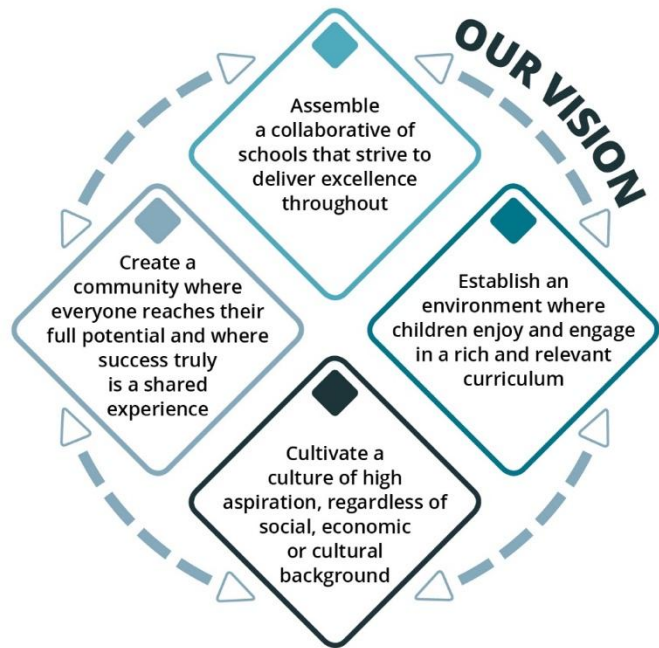 OUR VISION
Assemble
a collaborative of
schools that strive to
deliver excellence
throughout
Create a
community where
everyone reaches their
full potential and where
success truly
is a shared
experience
Establish an
environment where
children enjoy and engage
in a rich and relevant
curriculum
Cultivate a
culture of high
aspiration, regardless of
social, economic
or cultural
background